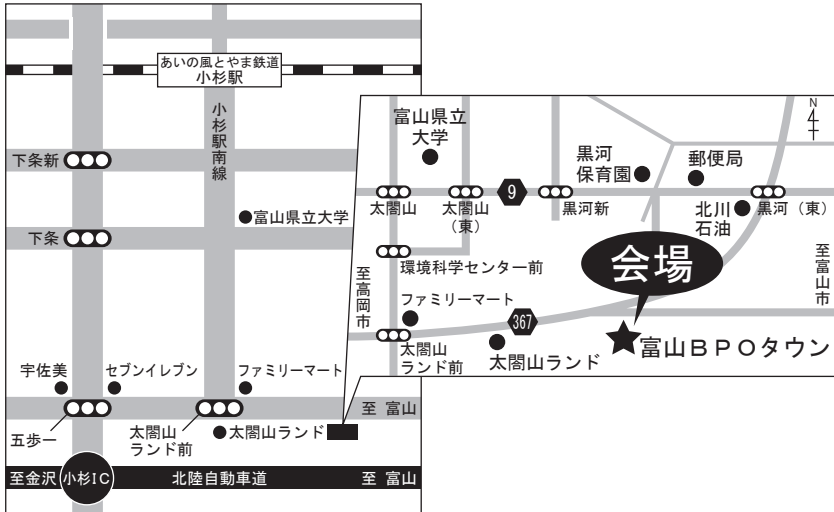 あいの風とやま鉄道
小杉駅
小杉駅南線
下条新
富山県立大学
下条
宇佐美
セブンイレブン
ファミリーマート
五歩一
太閤山
ランド前
太閤山ランド
至 富山
至金沢
小杉IC
北陸自動車道
至 富山
N
4
富山県立
大学
黒河
保育園
郵便局
太閤山
太閤山
(東)
9
黒河新
北川
石油
黒河(東)
環境科学センター前
会場
至高岡市
至富山市
ファミリーマート
367
太閤山
ランド前
太閤山ランド
富山BPOタウン